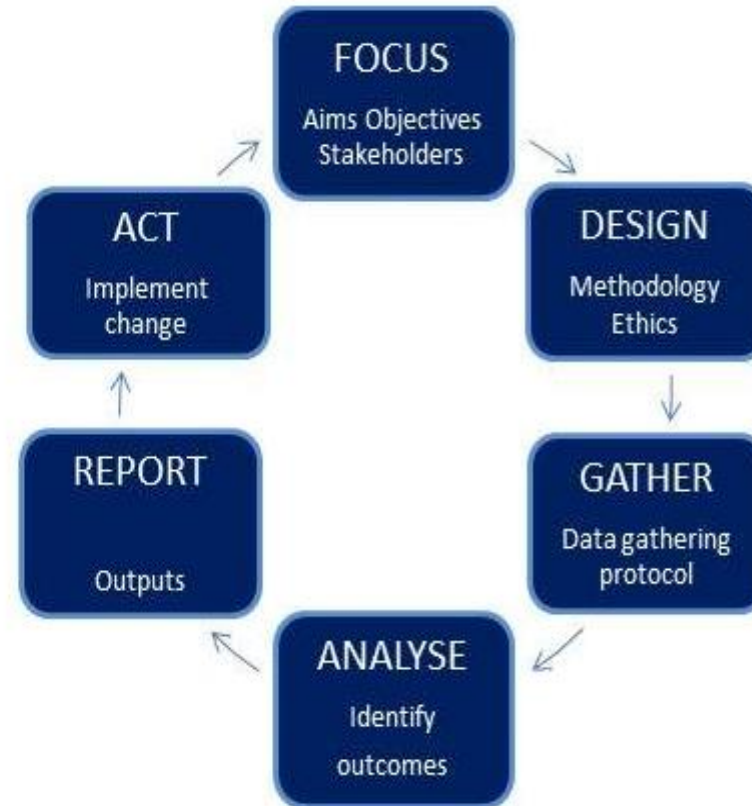 FOCUS
Aims Objectives
Stakeholders
DESIGN
Methodology
Ethics
GATHER
Data gathering
protocol
ANALYSE
Identify
outcomes
REPORT
Outputs
ACT
Implement
change